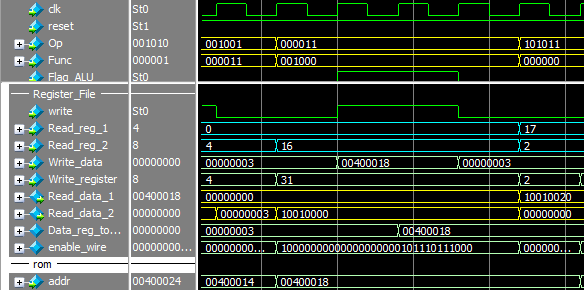 clk St0
reset St1
Op 001010 001001 000011 101011
Func 000001 000011 001000 000000
Flag_ALU St0
Register_File
write St0
Read_reg_1 4 0 17
Read_reg_2 8 4 16 2
Write_data 00000000 00000003 00400018 00000003
Write_register 8 4 31 2
Read_data_1 00400018 00000000 10010020
Read_data_2 00000000 00000003 10010000 00000000
Data_reg_to... 00000000 00000003 00400018
enable_wire 00000000... 00000000... 10000000000000000101110111000 000000...
rom
addr 00400024 00400014 00400018